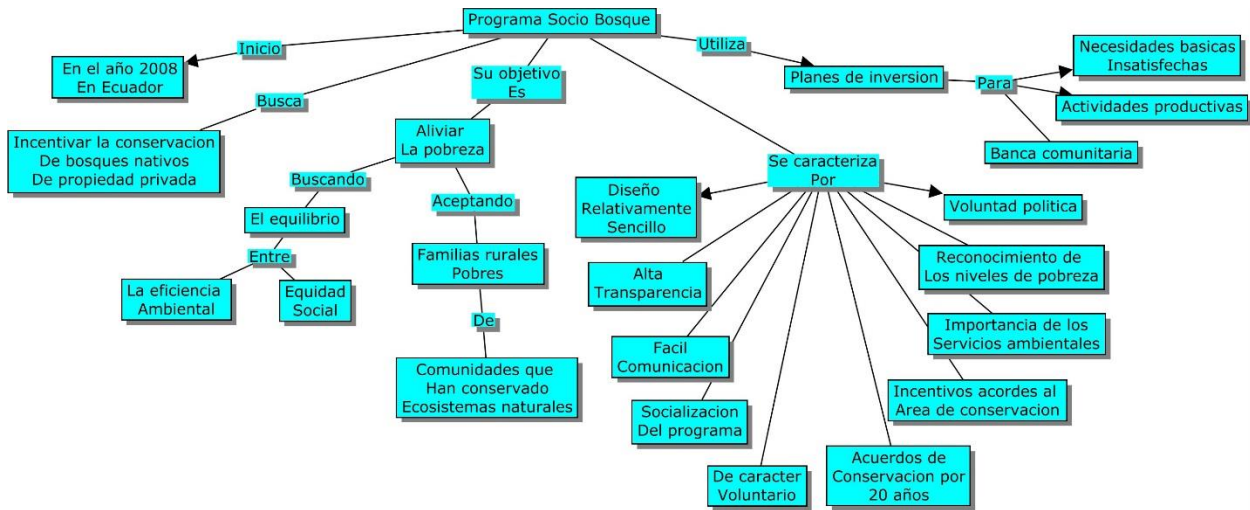 Programa Socio Bosque
Inicio
En el año 2008
En Ecuador
Busca
Incentivar la conservacion
De bosques nativos
De propiedad privada
Su objetivo
Es
Aliviar
La pobreza
Buscando
El equilibrio
Entre
La eficiencia
Ambiental
Equidad
Social
Aceptando
Familias rurales
Pobres
De
Comunidades que
Han conservado
Ecosistemas naturales
Utiliza
Planes de inversion
Para
Necesidades basicas
Insatisfechas
Actividades productivas
Banca comunitaria
Se caracteriza
Por
Diseño
Relativamente
Sencillo
Alta
Transparencia
Facil
Comunicacion
Socializacion
Del programa
De caracter
Voluntario
Acuerdos de
Conservacion por
20 años
Incentivos acordes al
Area de conservacion
Importancia de los
Servicios ambientales
Reconocimiento de
Los niveles de pobreza
Voluntad politica